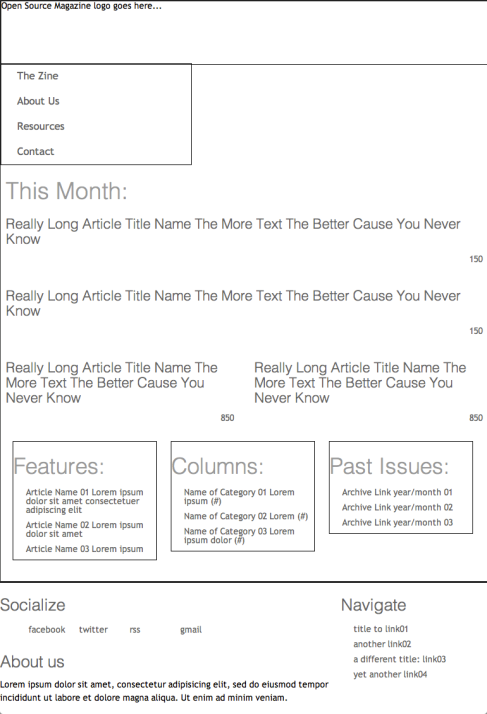 Open Source Magazine logo goes here...
The Zine
About Us
Resources
Contact
This Month:
Really Long Article Title Name The More Text The Better Cause You Never
Know
150
Really Long Article Title Name The More Text The Better Cause You Never
Know
150
Really Long Article Title Name The
More Text The Better Cause You
Never Know
850
Really Long Article Title Name The
More Text The Better Cause You
Never Know
850
Features:
Article Name 01 Lorem ipsum
dolor sit amet consectetuer
adipiscing elit
Article Name 02 Lorem ipsum
dolor sit amet
Article Name 03 Lorem ipsum
Columns:
Name of Category 01 Lorem
ipsum (#)
Name of Category 02 Lorem (#)
Name of Category 03 Lorem
ipsum dolor (#)
Past Issues:
Archive Link year/month 01
Archive Link year/month 02
Archive Link year/month 03
Socialize
facebook twitter rss gmail
About us
Lorem ipsum dolor sit amet, consectetur adipisicing elit, sed do eiusmod tempor
incididunt ut labore et dolore magna aliqua. Ut enim ad minim veniam.
Navigate
title to link01
another link02
a different title: link03
yet another link04